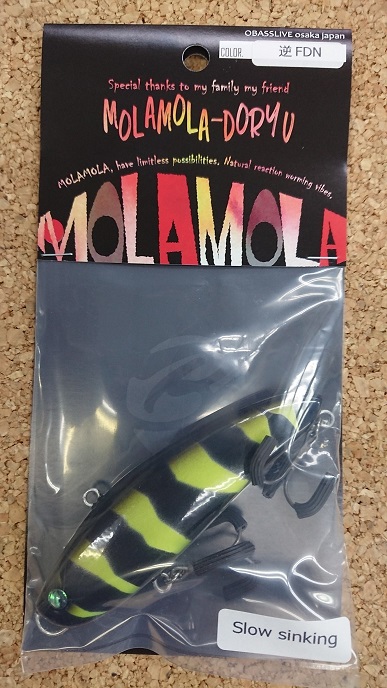 OBASSLIVE osaka japan
COLOR. 逆 FDN
Special thanks to my family my friend
MOLAMOLA-DORYU
MOLAMOLA, have limitless possibilities. Natural reaction worming vibes.
MOLAMOLA
Slow sinking